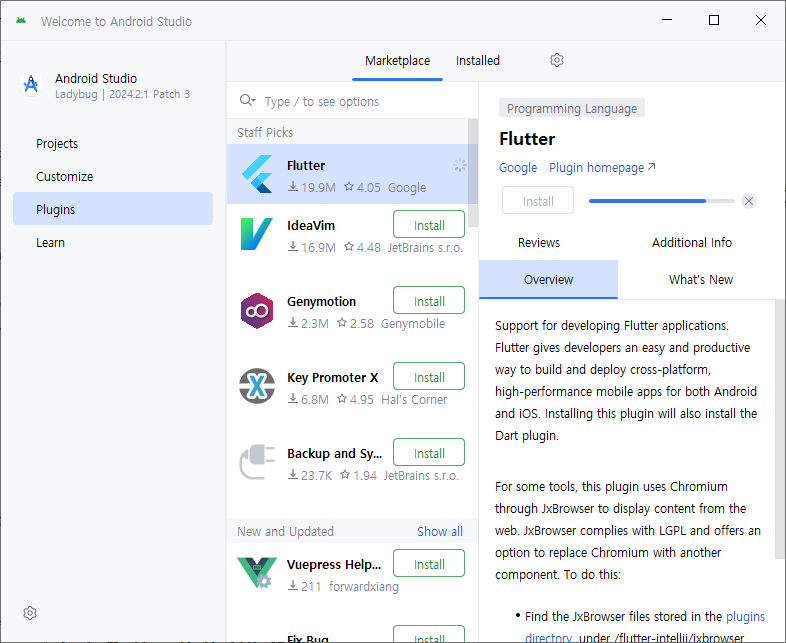 Welcome to Android Studio
Android Studio
Ladybug | 2024.2.1 Patch 3
Projects
Customize
Plugins
Learn
Marketplace
Installed
Type / to see options
Staff Picks
Flutter
19.9M 4.05 Google
IdeaVim
Install
16.9M 4.48 JetBrains s.r.o.
Genymotion
Install
2.3M 2.58 Genymobile
Key Promoter X
Install
6.8M 4.95 Hal's Corner
Backup and Sy...
Install
23.7K 1.94 JetBrains s.r.o.
New and Updated
Show all
Vuepress Help...
Install
211 forwardxiang
Fix Bug
Install
Programming Language
Flutter
Google Plugin homepage
Install
Reviews
Additional Info
Overview
What's New
Support for developing Flutter applications.
Flutter gives developers an easy and productive
way to build and deploy cross-platform,
high-performance mobile apps for both Android
and iOS. Installing this plugin will also install the
Dart plugin.
For some tools, this plugin uses Chromium
through JxBrowser to display content from the
web. JxBrowser complies with LGPL and offers an
option to replace Chromium with another
component. To do this:
• Find the JxBrowser files stored in the plugins
directory, under /flutter-intellij/jxbrowser